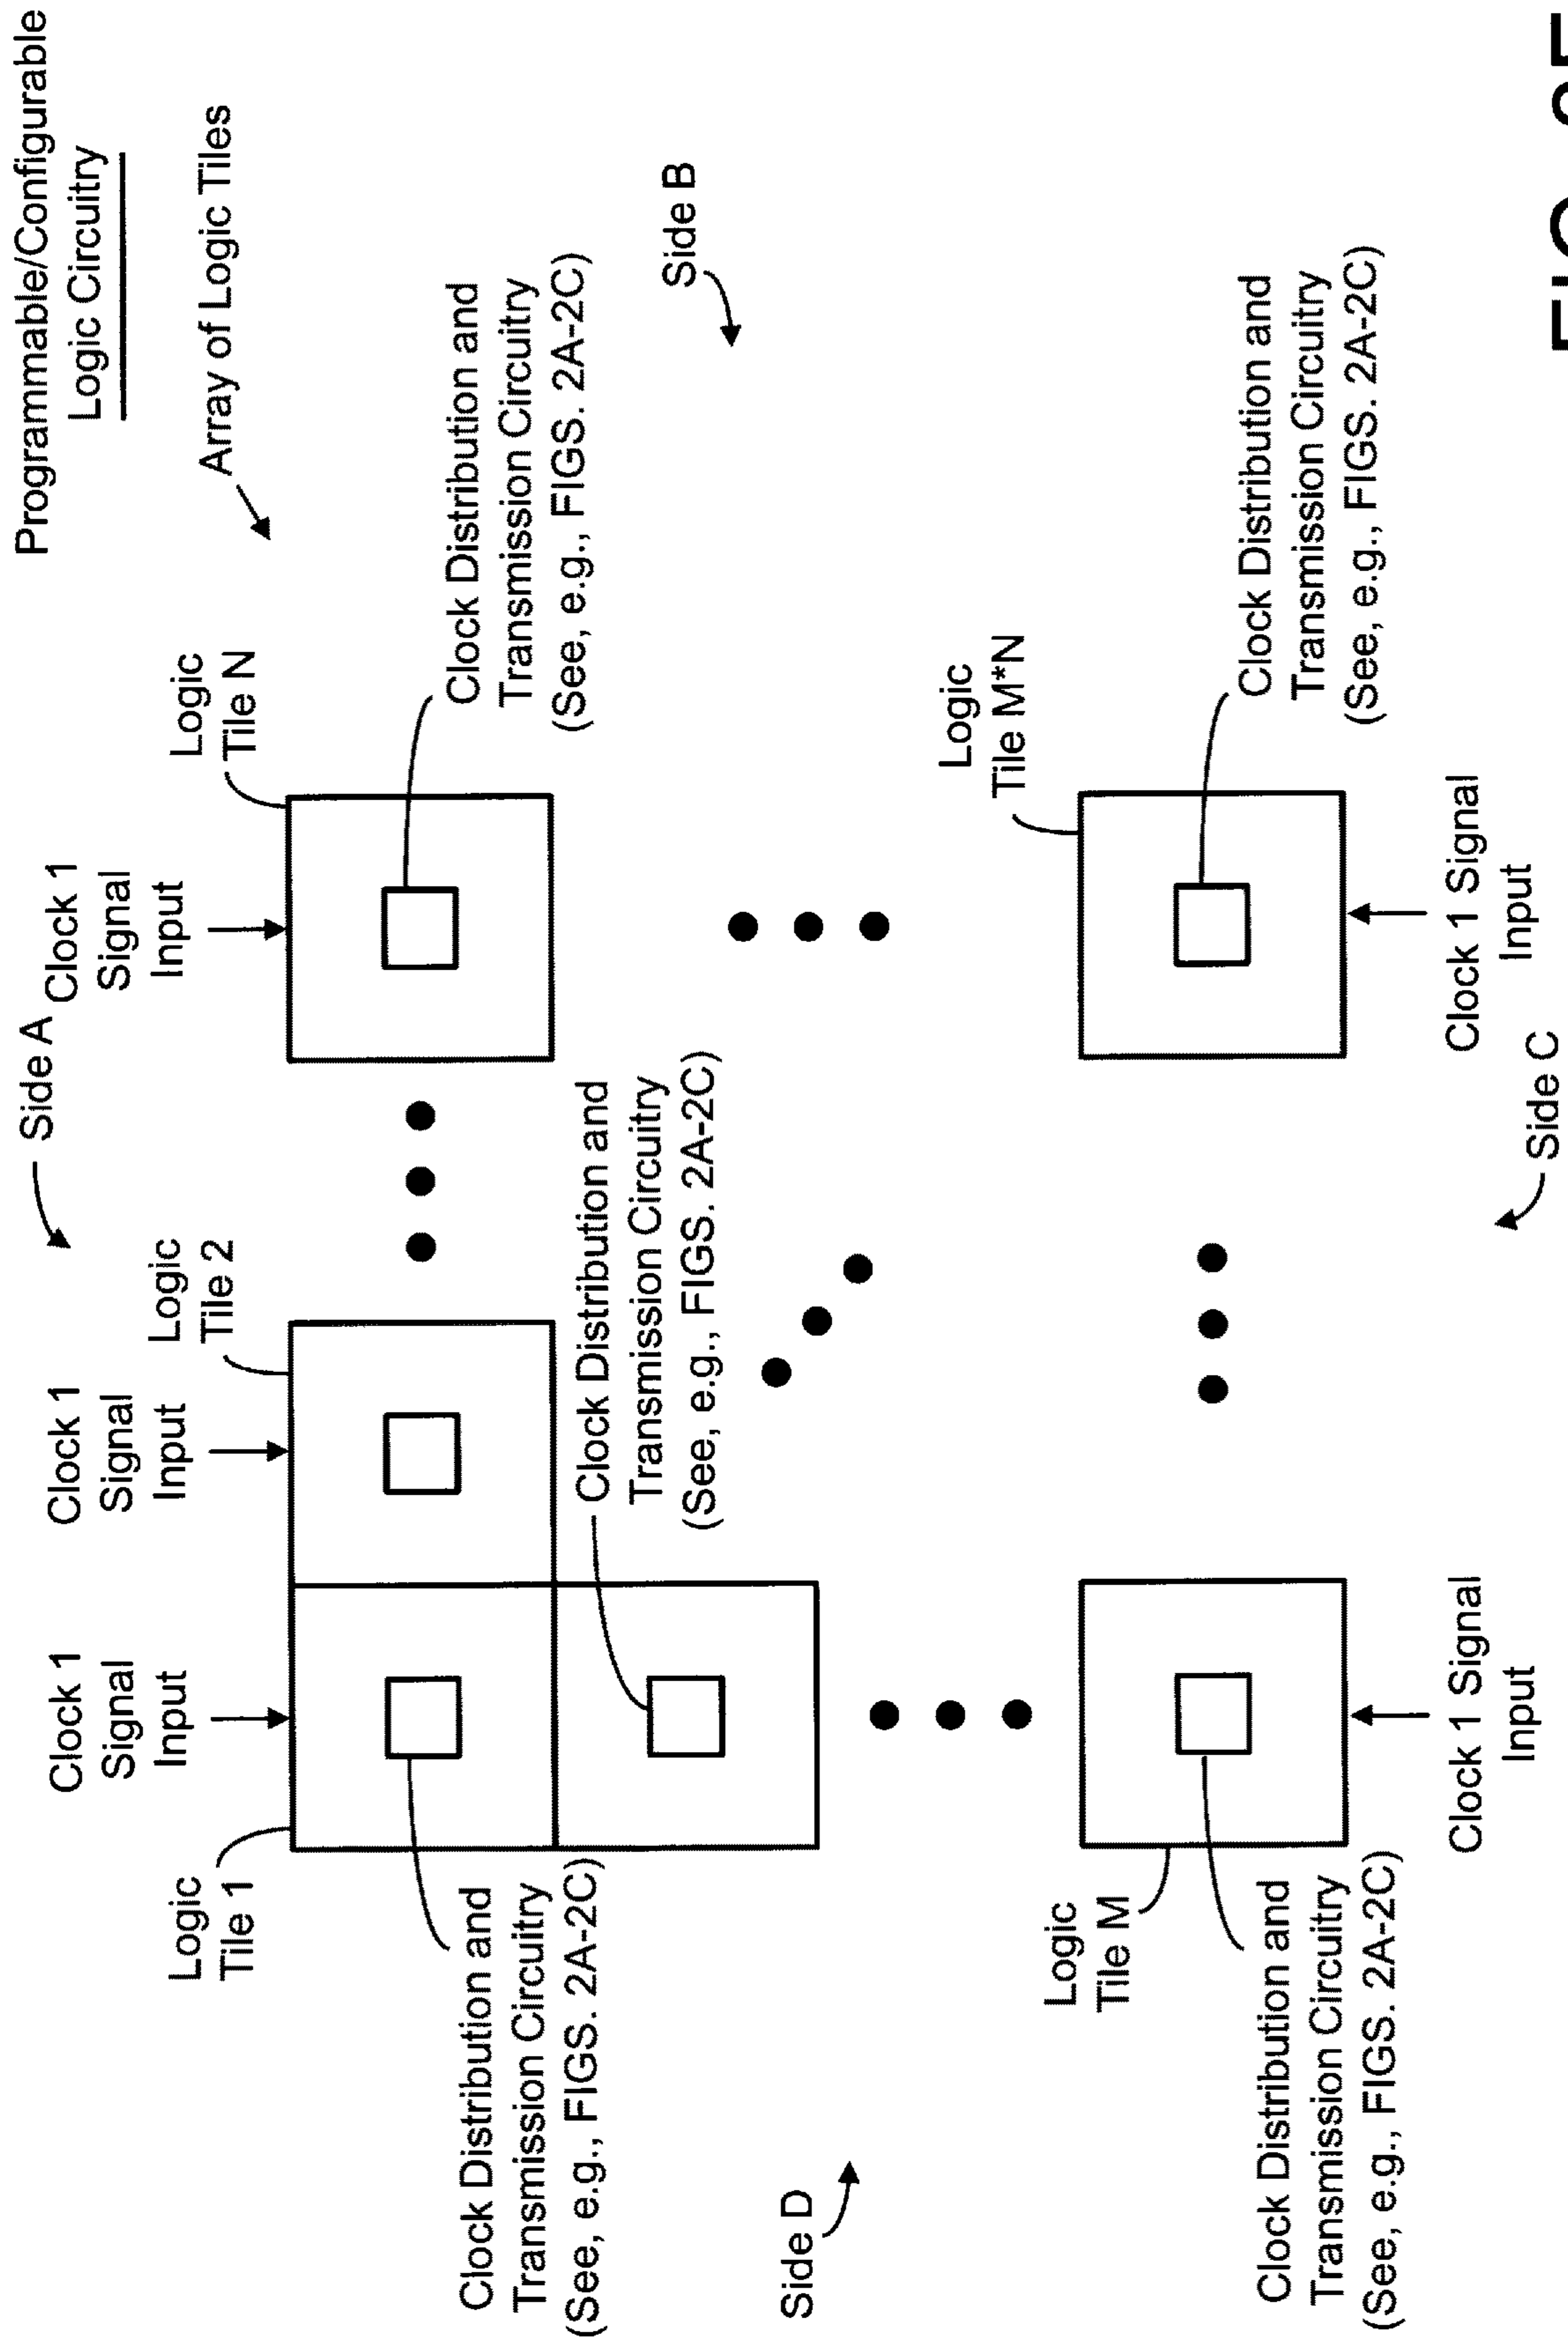 Programmable/Configurable
Logic Circuitry
Side A
Clock 1
Signal
Input
Clock 1
Signal
Input
Clock 1
Signal
Input
Array of Logic Tiles
Logic
Tile 1
Logic
Tile 2
Logic
Tile N
Clock Distribution and
Transmission Circuitry
(See, e.g., FIGS. 2A-2C)
Clock Distribution and
Transmission Circuitry
(See, e.g., FIGS. 2A-2C)
Clock Distribution and
Transmission Circuitry
(See, e.g., FIGS. 2A-2C)
Side B
Side D
Logic
Tile M
Logic
Tile M*N
Clock Distribution and
Transmission Circuitry
(See, e.g., FIGS. 2A-2C)
Clock Distribution and
Transmission Circuitry
(See, e.g., FIGS. 2A-2C)
Clock 1 Signal
Input
Clock 1 Signal
Input
Side C